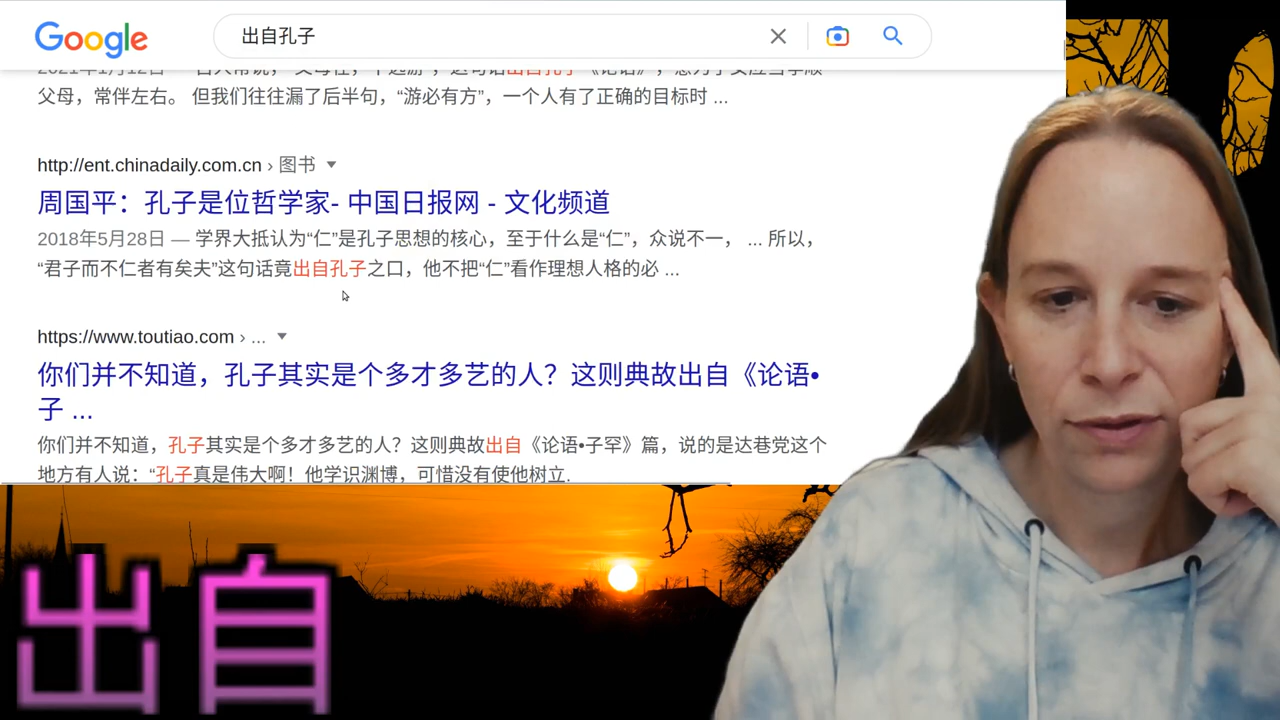 Google
出自孔子
父母，常伴左右。 但我们往往漏了后半句，“游必有方”，一个人有了正确的目标时 ...
http://ent.chinadaily.com.cn › 图书
周国平：孔子是位哲学家- 中国日报网 - 文化频道
2018年5月28日 — 学界大抵认为“仁”是孔子思想的核心，至于什么是“仁”，众说不一， ... 所以，
“君子而不仁者有矣夫”这句话竟出自孔子之口，他不把“仁”看作理想人格的必 ...
https://www.toutiao.com › ...
你们并不知道，孔子其实是个多才多艺的人？这则典故出自《论语•
子 ...
你们并不知道，孔子其实是个多才多艺的人？这则典故出自《论语•子罕》篇，说的是达巷党这个
地方有人说：“孔子真是伟大啊！他学识渊博，可惜没有使他树立.
出自